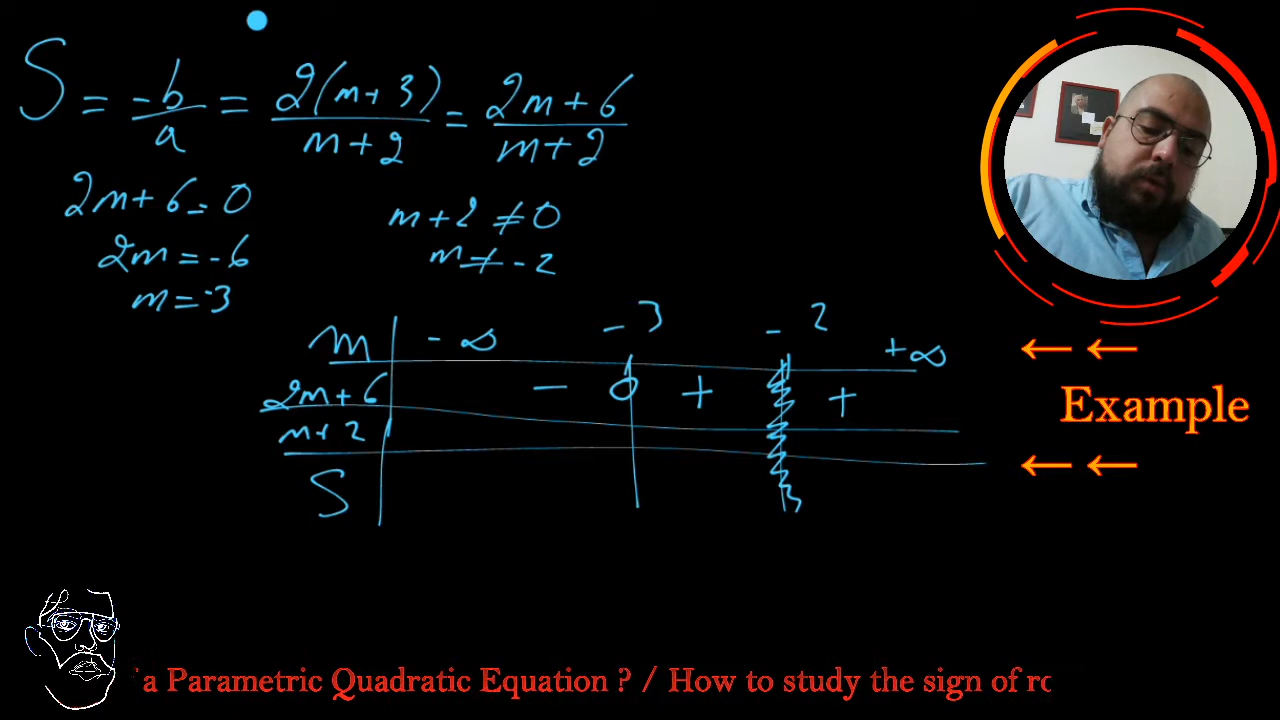 S = -b/a = 2(m+3)/m+2 = 2m+6/m+2
2m+6=0
m+2≠0
2m=-6
m≠-2
m=-3
m -∞ -3 -2 +∞
2m+6 - 0 + +
m+2
S
←← 
Example
←←
a Parametric Quadratic Equation ? / How to study the sign of